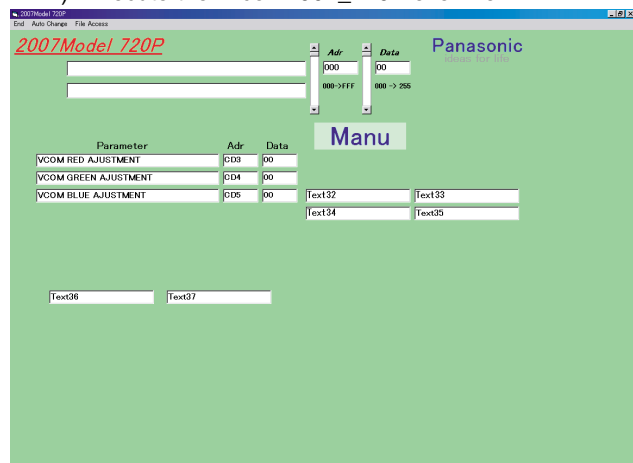 2007Model 720P
End Auto Change File Access
2007Model 720P
Adr Data
Panasonic
ideas for life
000 00
000->FFF 000 -> 255
Manu
Parameter Adr Data
VCOM RED AJUSTMENT CD3 00
VCOM GREEN AJUSTMENT CD4 00
VCOM BLUE AJUSTMENT CD5 00
Text32 Text33
Text34 Text35
Text36 Text37